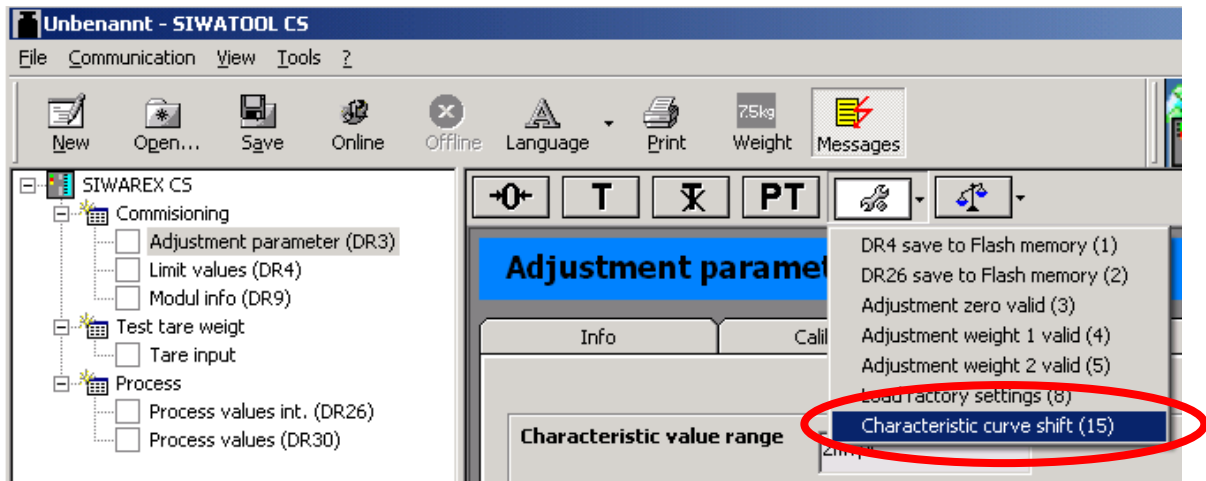 Unbenannt - SIWATOOL CS
File Communication View Tools ?
New Open... Save Online Offline Language Print Weight Messages
7.5kg
SIWAREX CS
Commisioning
Adjustment parameter (DR3)
Limit values (DR4)
Modul info (DR9)
Test tare weigt
Tare input
Process
Process values int. (DR26)
Process values (DR30)
→0← T T PT
DR4 save to Flash memory (1)
DR26 save to Flash memory (2)
Adjustment zero valid (3)
Adjustment weight 1 valid (4)
Adjustment weight 2 valid (5)
Load factory settings (8)
Characteristic curve shift (15)
Adjustment paramet
Info Cali
Characteristic value range